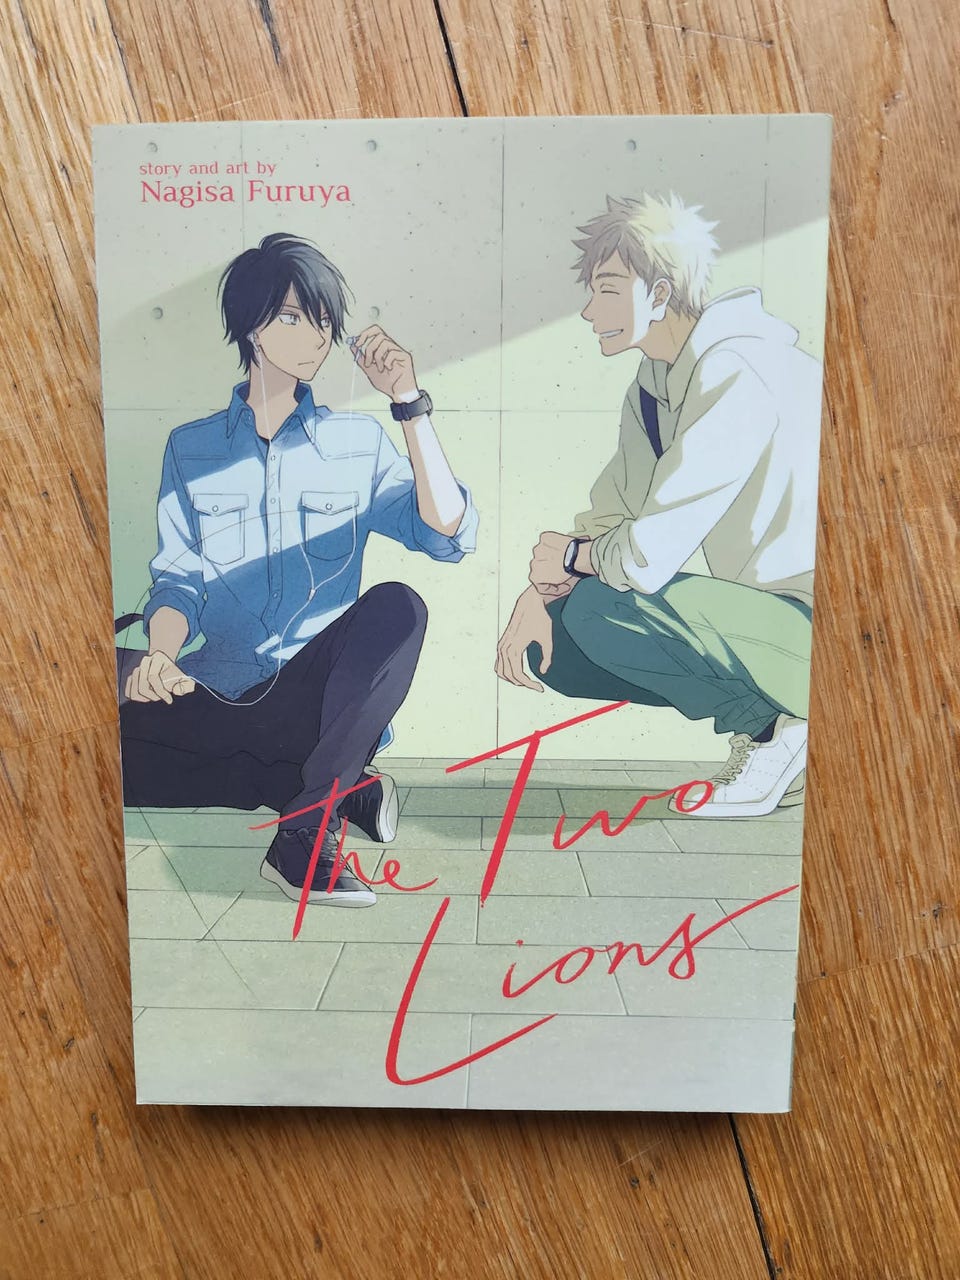 story and art by
Nagisa Furuya
The Two
Lions